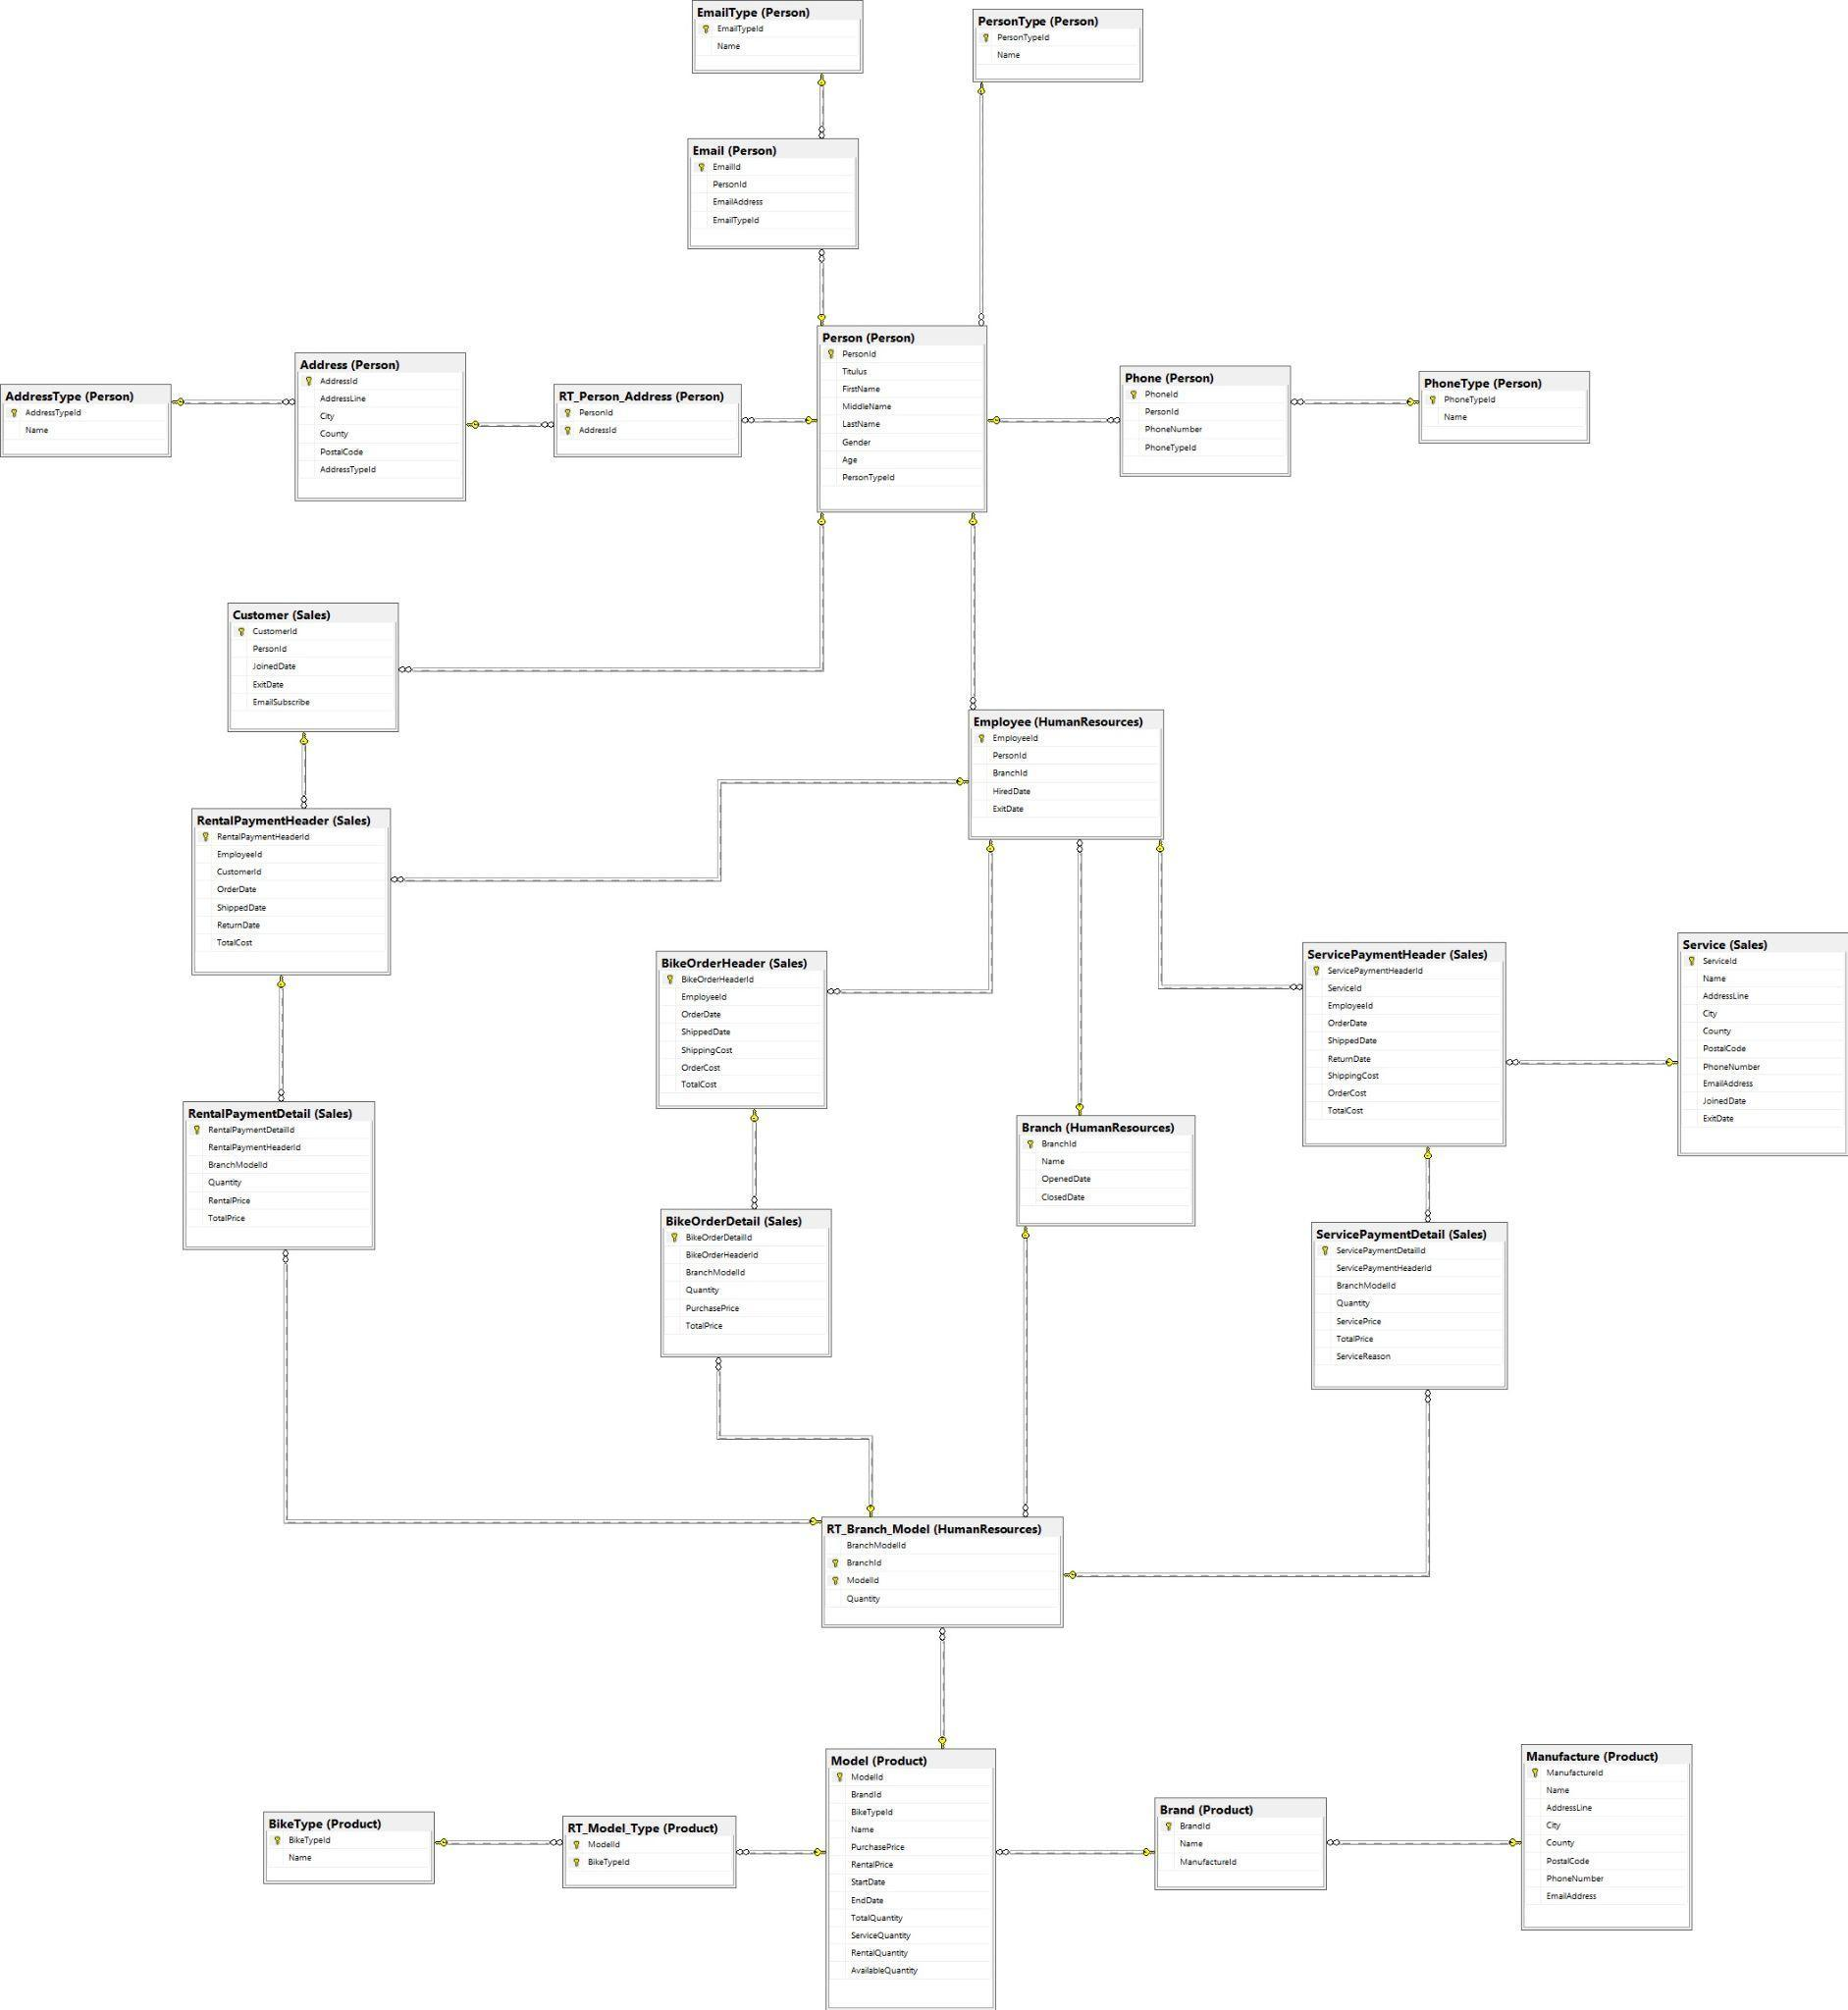 EmailType (Person)
EmailTypeId
Name
PersonType (Person)
PersonTypeId
Name
Email (Person)
EmailId
PersonId
EmailAddress
EmailTypeId
Person (Person)
PersonId
Titulus
FirstName
MiddleName
LastName
Gender
Age
PersonTypeId
AddressType (Person)
AddressTypeId
Name
Address (Person)
AddressId
AddressLine
City
County
PostalCode
AddressTypeId
RT_Person_Address (Person)
PersonId
AddressId
Phone (Person)
PhoneId
PersonId
PhoneNumber
PhoneTypeId
PhoneType (Person)
PhoneTypeId
Name
Customer (Sales)
CustomerId
PersonId
JoinedDate
ExitDate
EmailSubscribe
Employee (HumanResources)
EmployeeId
PersonId
BranchId
HiredDate
ExitDate
RentalPaymentHeader (Sales)
RentalPaymentHeaderId
EmployeeId
CustomerId
OrderDate
ShippedDate
ReturnDate
TotalCost
BikeOrderHeader (Sales)
BikeOrderHeaderId
EmployeeId
OrderDate
ShippedDate
ShippingCost
OrderCost
TotalCost
ServicePaymentHeader (Sales)
ServicePaymentHeaderId
ServiceId
EmployeeId
OrderDate
ShippedDate
ReturnDate
ShippingCost
OrderCost
TotalCost
Service (Sales)
ServiceId
Name
AddressLine
City
County
PostalCode
PhoneNumber
EmailAddress
JoinedDate
ExitDate
RentalPaymentDetail (Sales)
RentalPaymentDetailId
RentalPaymentHeaderId
BranchModelId
Quantity
RentalPrice
TotalPrice
BikeOrderDetail (Sales)
BikeOrderDetailId
BikeOrderHeaderId
BranchModelId
Quantity
PurchasePrice
TotalPrice
Branch (HumanResources)
BranchId
Name
OpenedDate
ClosedDate
ServicePaymentDetail (Sales)
ServicePaymentDetailId
ServicePaymentHeaderId
BranchModelId
Quantity
ServicePrice
TotalPrice
ServiceReason
RT_Branch_Model (HumanResources)
BranchModelId
BranchId
ModelId
Quantity
BikeType (Product)
BikeTypeId
Name
RT_Model_Type (Product)
ModelId
BikeTypeId
Model (Product)
ModelId
BrandId
BikeTypeId
Name
PurchasePrice
RentalPrice
StartDate
EndDate
TotalQuantity
ServiceQuantity
RentalQuantity
AvailableQuantity
Brand (Product)
BrandId
Name
ManufactureId
Manufacture (Product)
ManufactureId
Name
AddressLine
City
County
PostalCode
PhoneNumber
EmailAddress